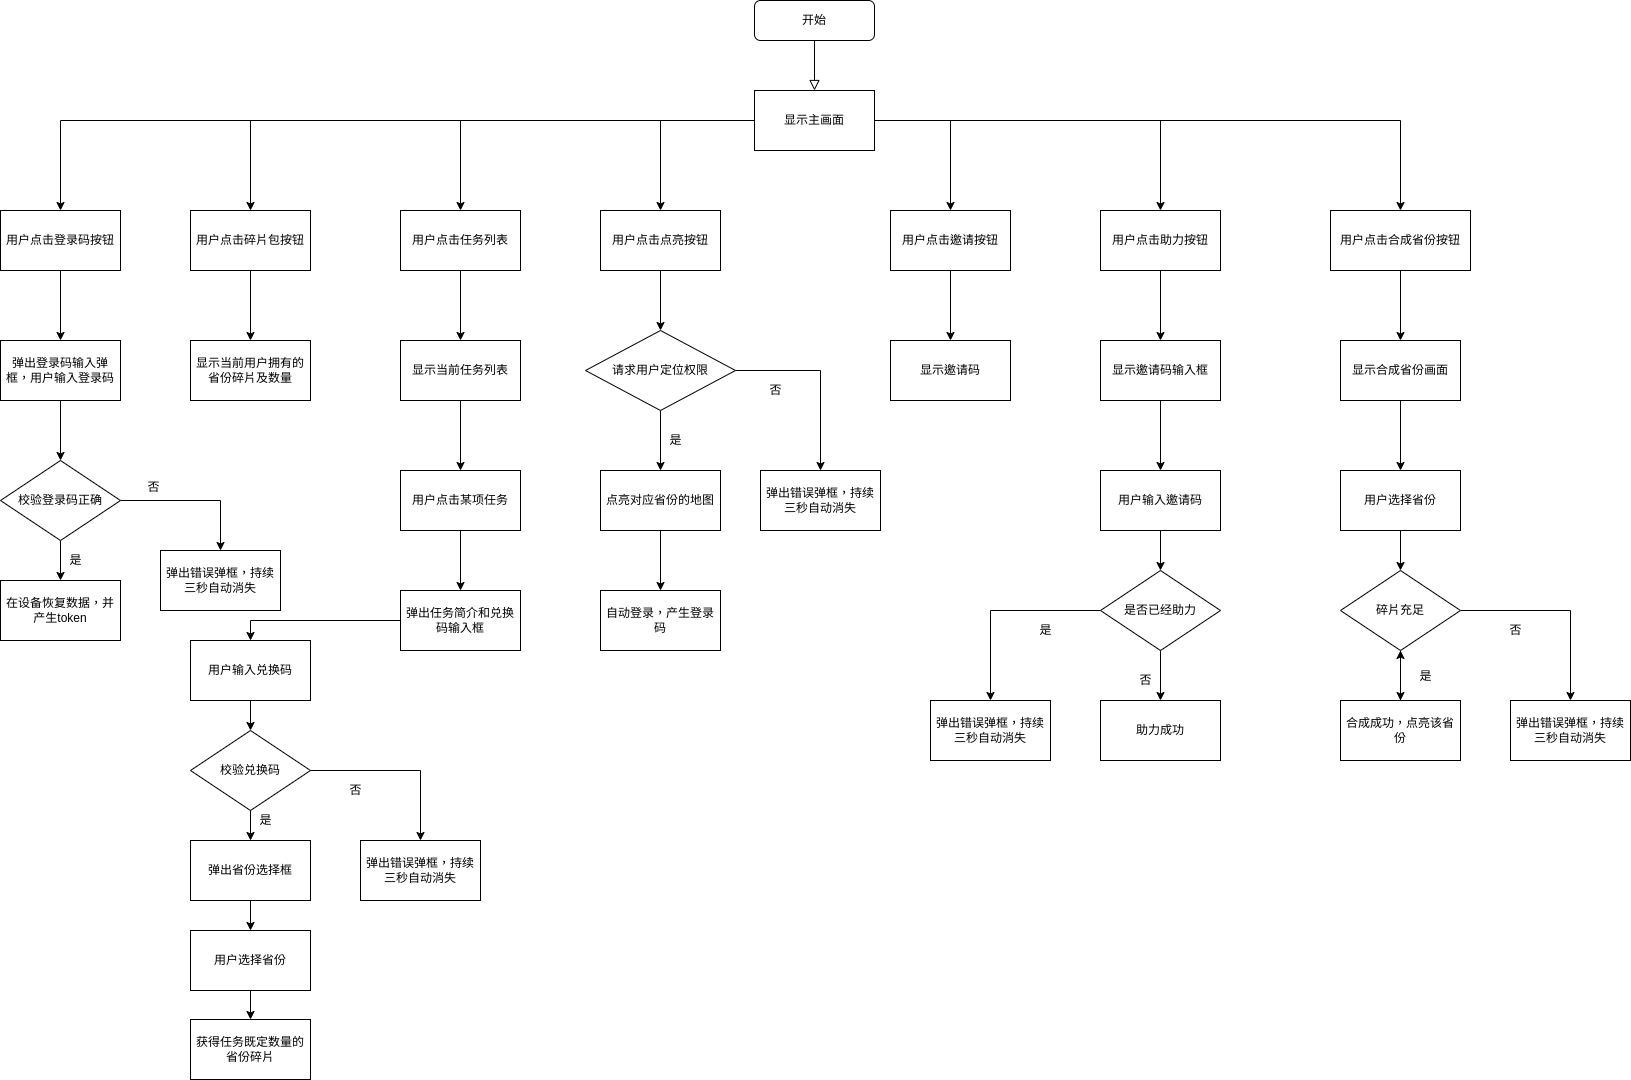 开始
显示主画面
用户点击登录码按钮
用户点击碎片包按钮
用户点击任务列表
用户点击点亮按钮
用户点击邀请按钮
用户点击助力按钮
用户点击合成省份按钮
弹出登录码输入弹
框，用户输入登录码
显示当前用户拥有的
省份碎片及数量
显示当前任务列表
请求用户定位权限
否
显示邀请码
显示邀请码输入框
显示合成省份画面
是
校验登录码正确
否
用户点击某项任务
点亮对应省份的地图
弹出错误弹框，持续
三秒自动消失
用户输入邀请码
用户选择省份
是
弹出错误弹框，持续
三秒自动消失
在设备恢复数据，并
产生token
弹出任务简介和兑换
码输入框
自动登录，产生登录
码
是否已经助力
是
碎片充足
否
用户输入兑换码
否
是
弹出错误弹框，持续
三秒自动消失
助力成功
合成成功，点亮该省
份
弹出错误弹框，持续
三秒自动消失
校验兑换码
否
是
弹出省份选择框
弹出错误弹框，持续
三秒自动消失
用户选择省份
获得任务既定数量的
省份碎片